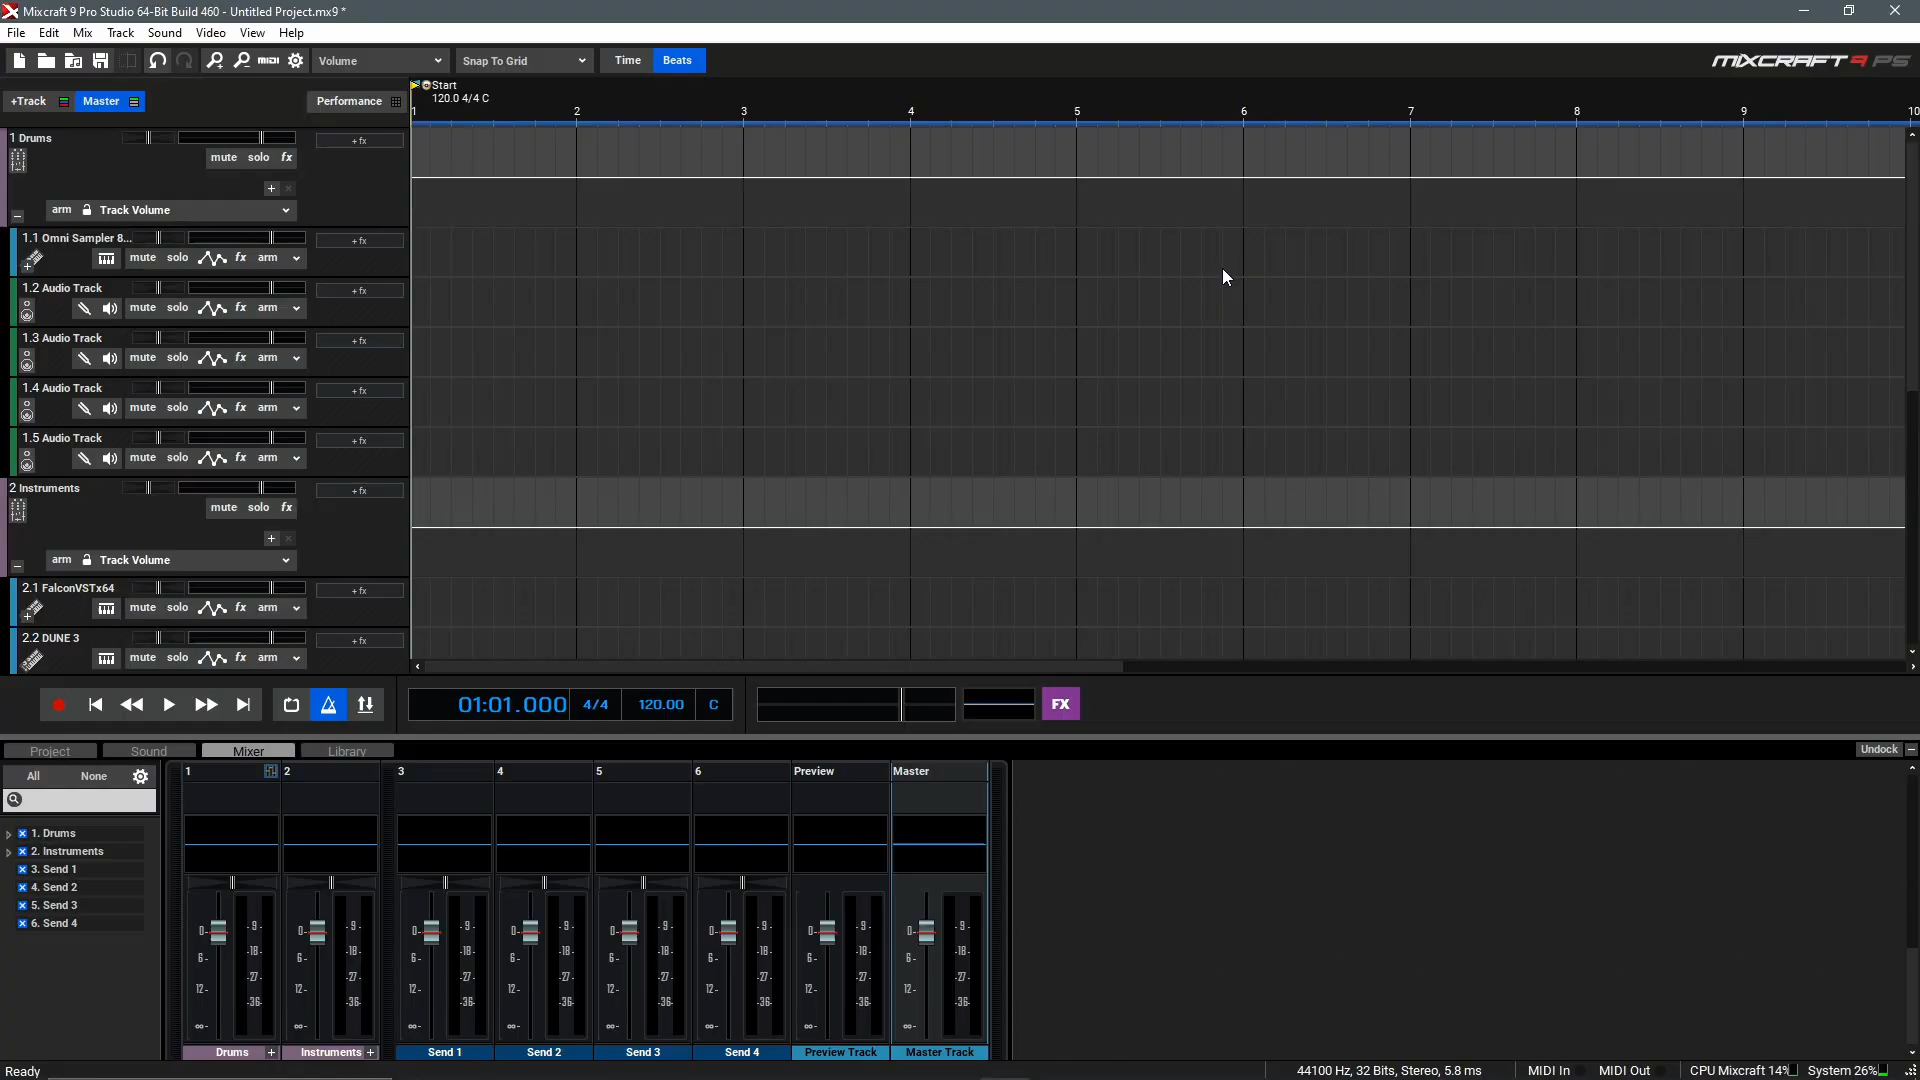 Mixcraft 9 Pro Studio 64-Bit Build 460 - Untitled Project.mx9 *
File Edit Mix Track Sound Video View Help
MIDI Volume Snap To Grid Time Beats MIXCRAFT 9 PS
Start
120.0 4/4 C
+Track Master Performance
1 2 3 4 5 6 7 8 9 10
1 Drums +fx
mute solo fx
+ ×
arm Track Volume
1.1 Omni Sampler 8... +fx
mute solo fx arm
1.2 Audio Track +fx
mute solo fx arm
1.3 Audio Track +fx
mute solo fx arm
1.4 Audio Track +fx
mute solo fx arm
1.5 Audio Track +fx
mute solo fx arm
2 Instruments +fx
mute solo fx
+ ×
arm Track Volume
2.1 FalconVSTx64 +fx
mute solo fx arm
2.2 DUNE 3 +fx
mute solo fx arm
01:01.000 4/4 120.00 C FX
Project Sound Mixer Library Undock
All None
1 2 3 4 5 6 Preview Master
1. Drums
2. Instruments
3. Send 1
4. Send 2
5. Send 3
6. Send 4
0- -9- 0- -9- 0- -9- 0- -9- 0- -9- 0- -9- 0- -9- 0- -9-
6- -18- 6- -18- 6- -18- 6- -18- 6- -18- 6- -18- 6- -18- 6- -18-
12- -27- 12- -27- 12- -27- 12- -27- 12- -27- 12- -27- 12- -27- 12- -27-
-36- -36- -36- -36- -36- -36- -36- -36-
∞- ∞- ∞- ∞- ∞- ∞- ∞- ∞-
Drums + Instruments + Send 1 Send 2 Send 3 Send 4 Preview Track Master Track
Ready 44100 Hz, 32 Bits, Stereo, 5.8 ms MIDI In MIDI Out CPU Mixcraft 14% System 26%